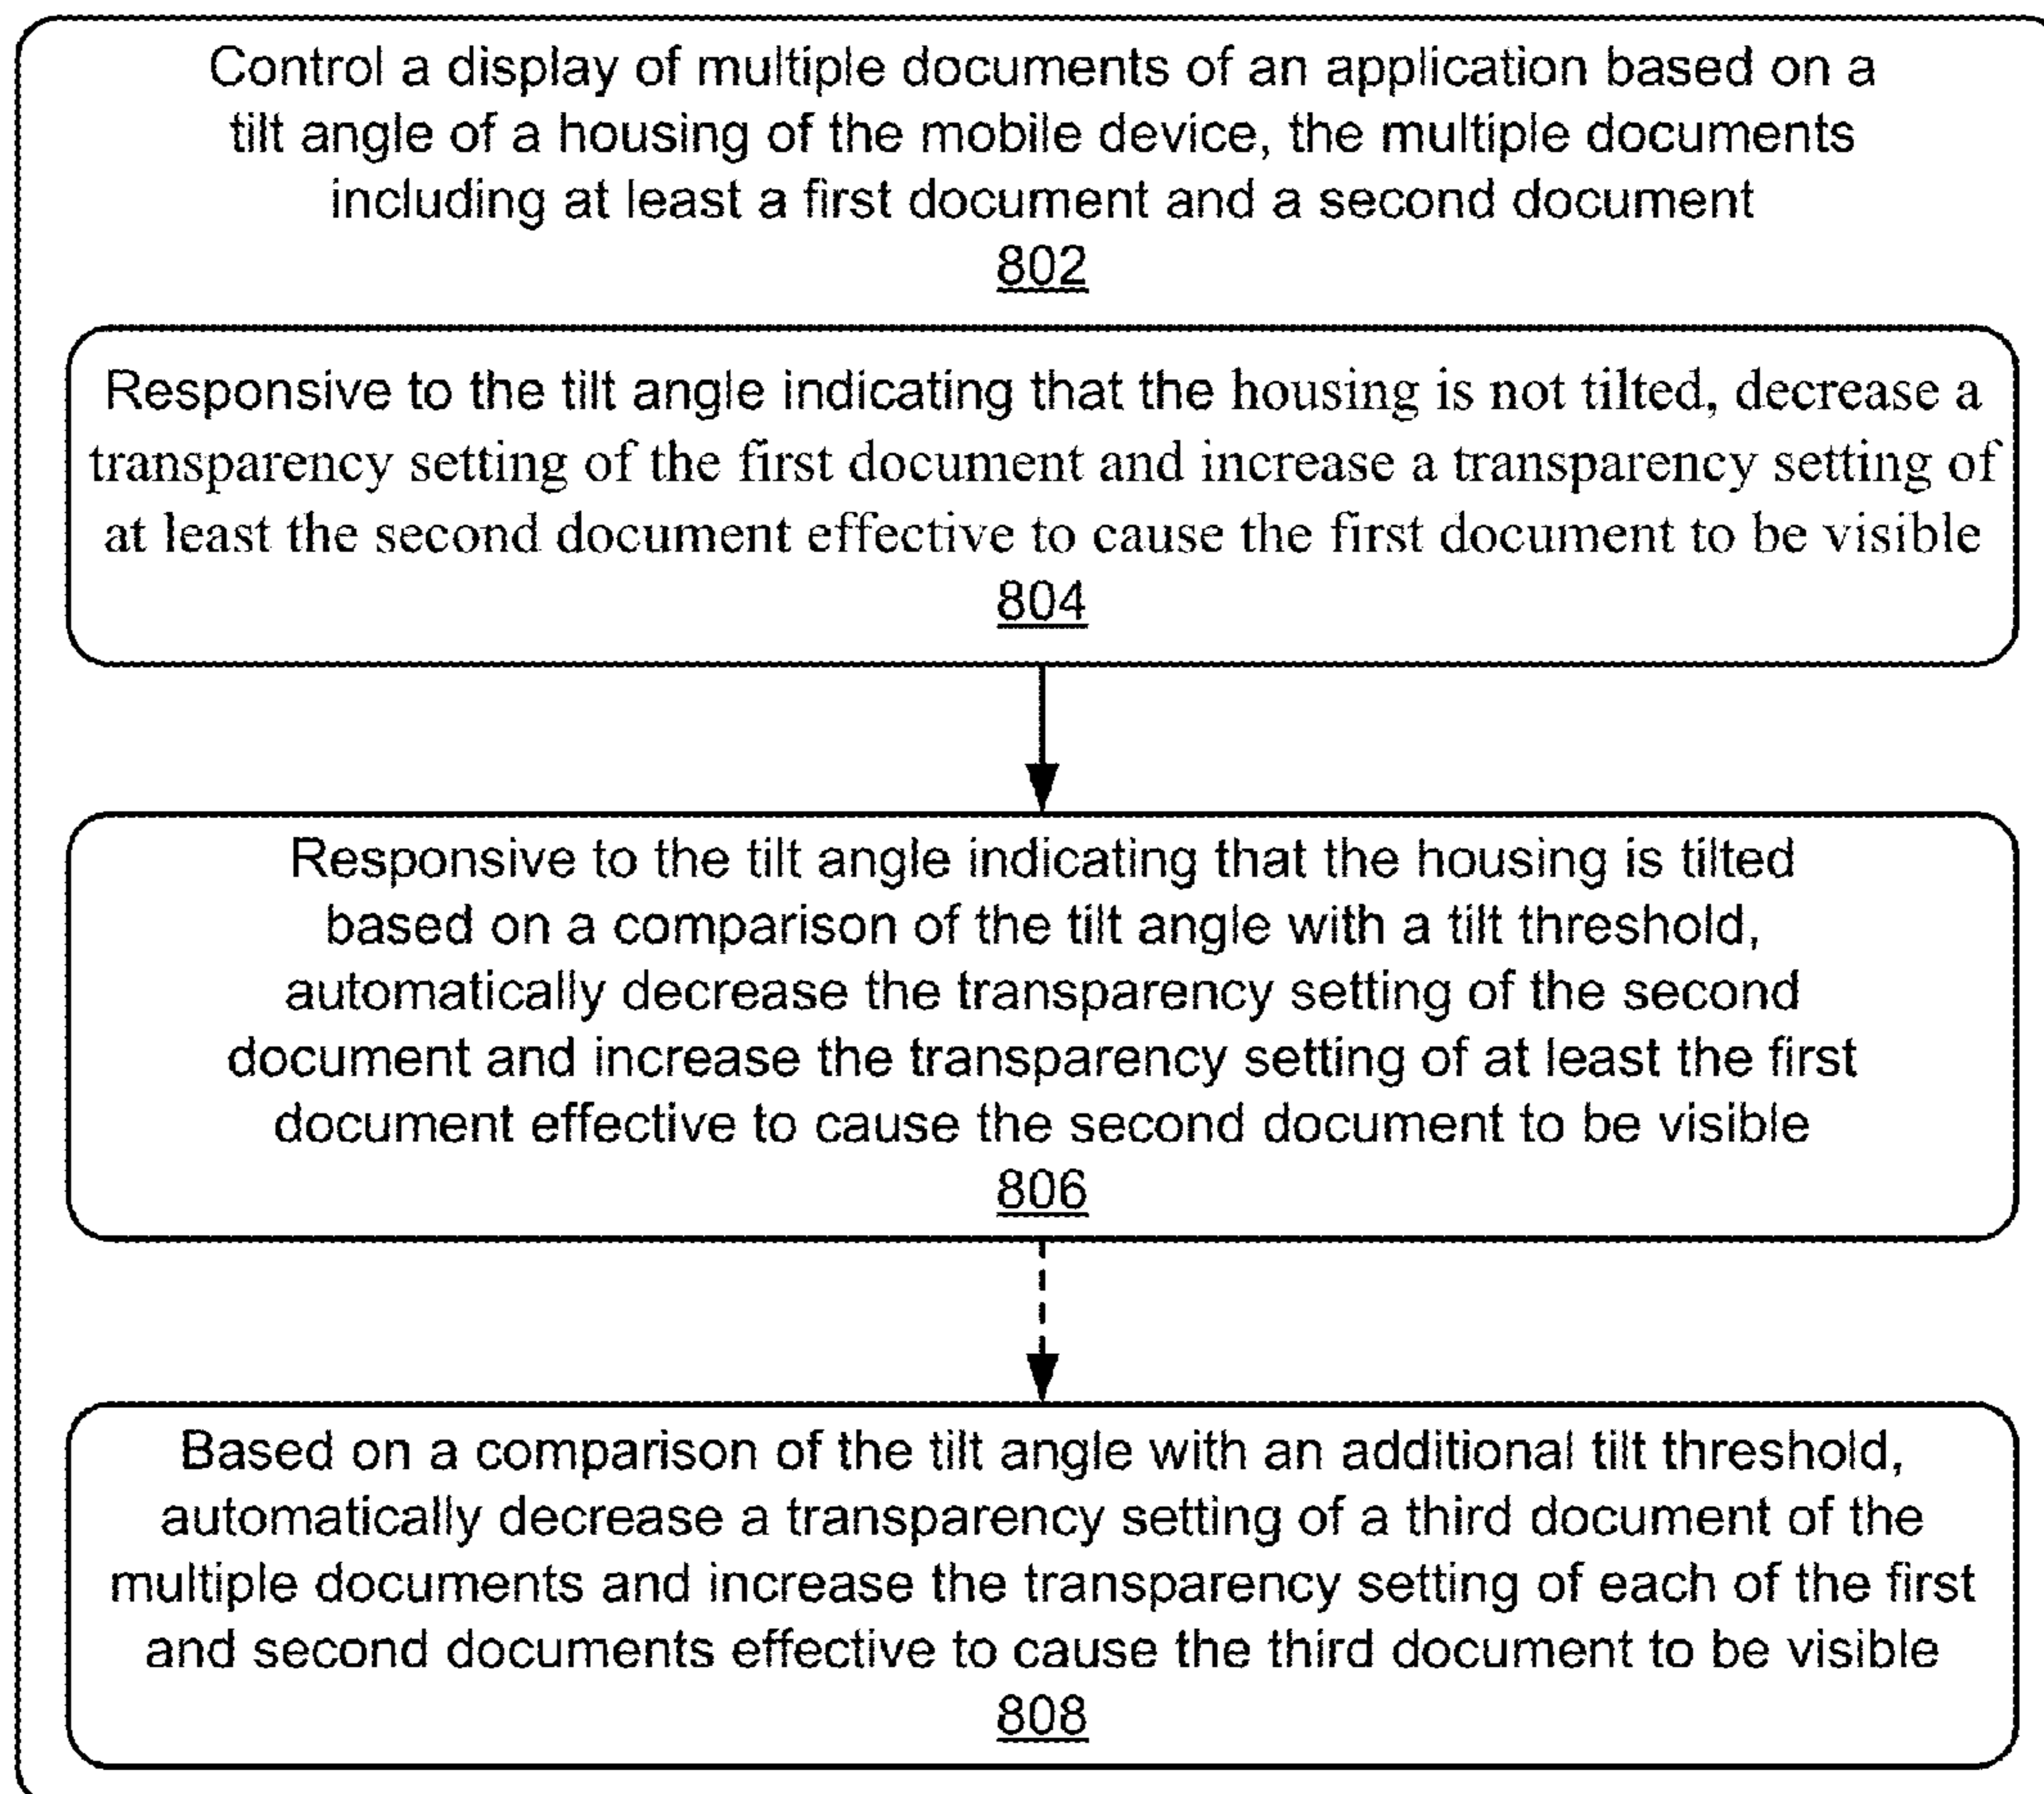 Control a display of multiple documents of an application based on a
tilt angle of a housing of the mobile device, the multiple documents
including at least a first document and a second document
802
Responsive to the tilt angle indicating that the housing is not tilted, decrease a
transparency setting of the first document and increase a transparency setting of
at least the second document effective to cause the first document to be visible
804
Responsive to the tilt angle indicating that the housing is tilted
based on a comparison of the tilt angle with a tilt threshold,
automatically decrease the transparency setting of the second
document and increase the transparency setting of at least the first
document effective to cause the second document to be visible
806
Based on a comparison of the tilt angle with an additional tilt threshold,
automatically decrease a transparency setting of a third document of the
multiple documents and increase the transparency setting of each of the first
and second documents effective to cause the third document to be visible
808